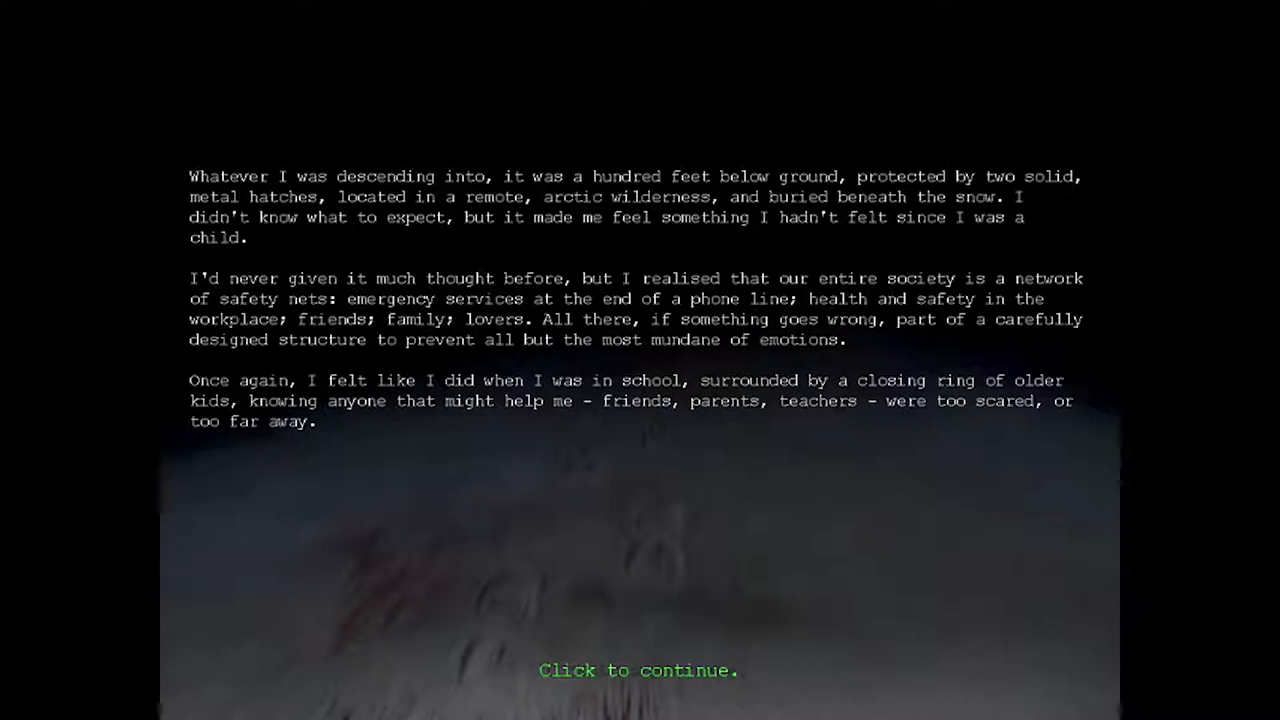 Whatever I was descending into, it was a hundred feet below ground, protected by two solid,
metal hatches, located in a remote, arctic wilderness, and buried beneath the snow. I
didn't know what to expect, but it made me feel something I hadn't felt since I was a
child.
I'd never given it much thought before, but I realised that our entire society is a network
of safety nets: emergency services at the end of a phone line; health and safety in the
workplace; friends; family; lovers. All there, if something goes wrong, part of a carefully
designed structure to prevent all but the most mundane of emotions.
Once again, I felt like I did when I was in school, surrounded by a closing ring of older
kids, knowing anyone that might help me - friends, parents, teachers - were too scared, or
too far away.
Click to continue.